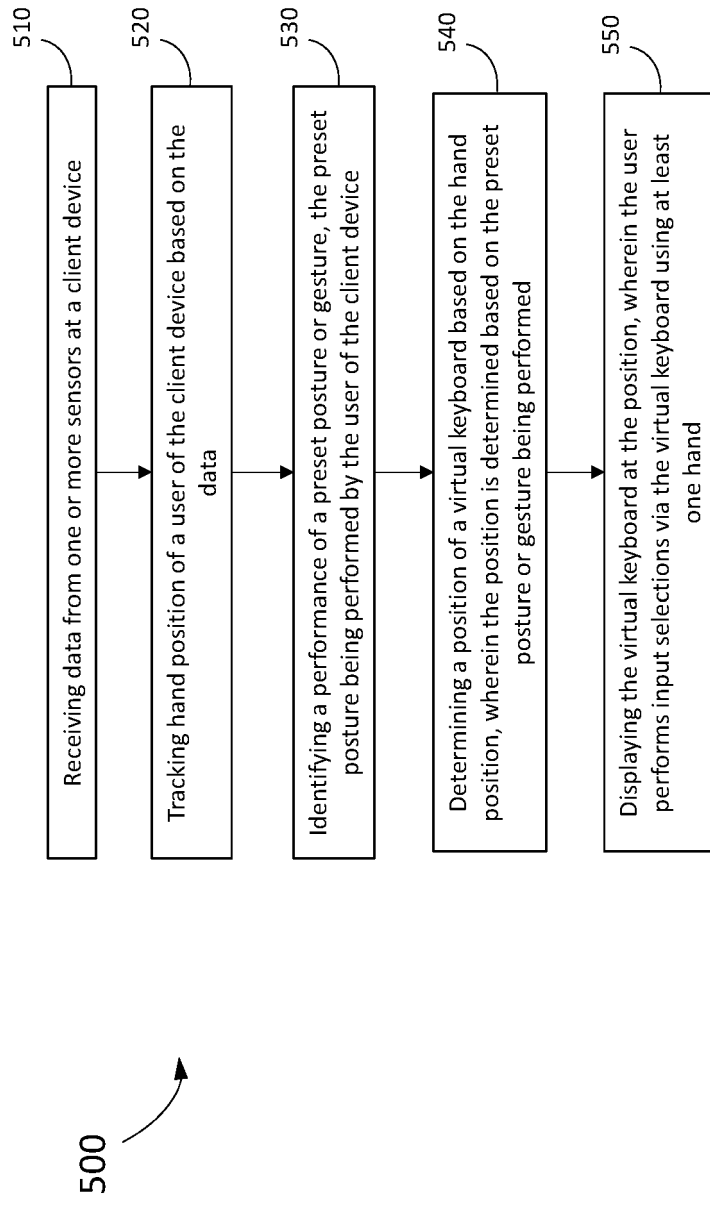 500
510
Receiving data from one or more sensors at a client device
520
Tracking hand position of a user of the client device based on the
data
530
Identifying a performance of a preset posture or gesture, the preset
posture being performed by the user of the client device
540
Determining a position of a virtual keyboard based on the hand
position, wherein the position is determined based on the preset
posture or gesture being performed
550
Displaying the virtual keyboard at the position, wherein the user
performs input selections via the virtual keyboard using at least
one hand